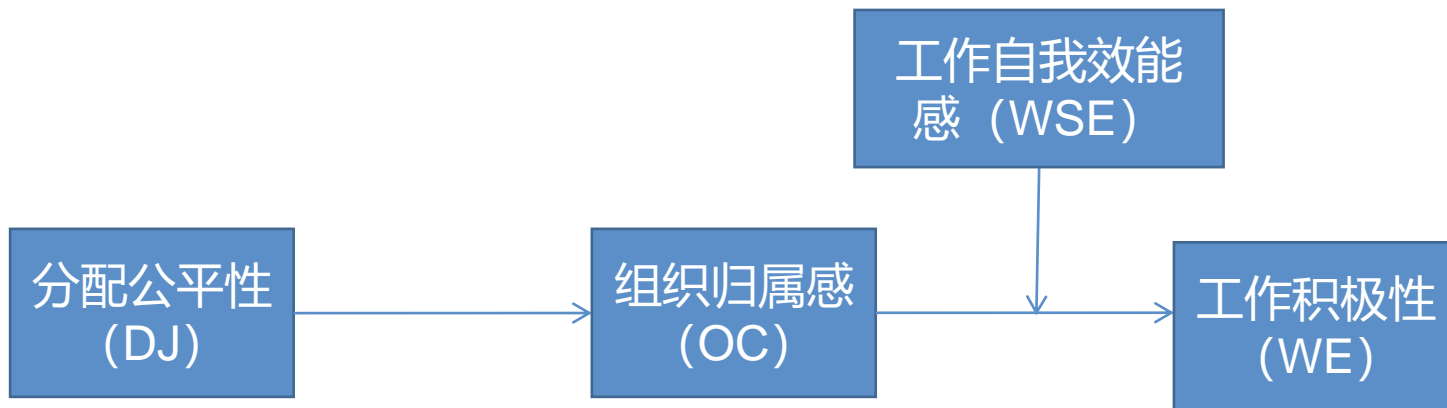 工作自我效能
感（WSE）
分配公平性
（DJ）
组织归属感
（OC）
工作积极性
（WE）